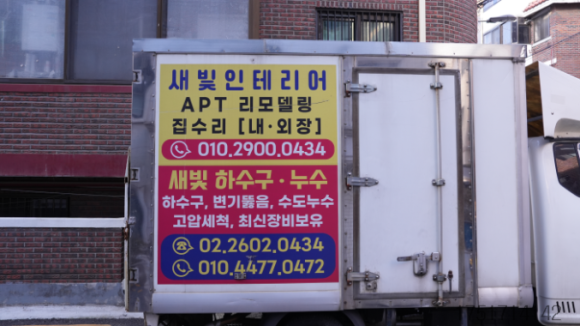 새빛인테리어
APT 리모델링
집수리 [내·외장]
010.2900.0434
새빛 하수구·누수
하수구, 변기뚫음, 수도누수
고압세척, 최신장비보유
02.2602.0434
010.4477.0472
42